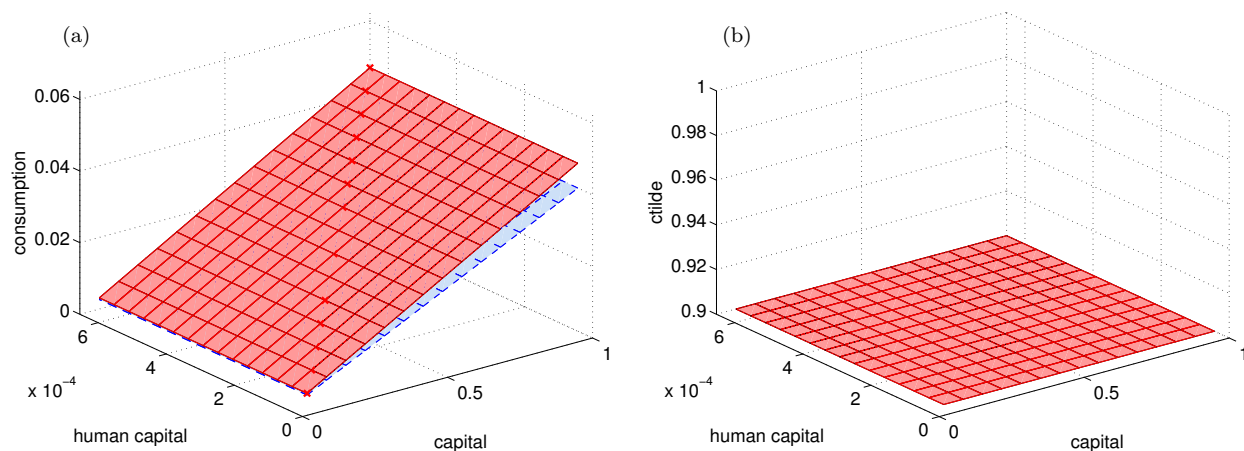 (a)
0.06
0.04
0.02
0
consumption
6
4
2
0
x 10⁻⁴
human capital
0
0.5
1
capital
(b)
1
0.98
0.96
0.94
0.92
0.9
ctilde
6
4
2
0
x 10⁻⁴
human capital
0
0.5
1
capital